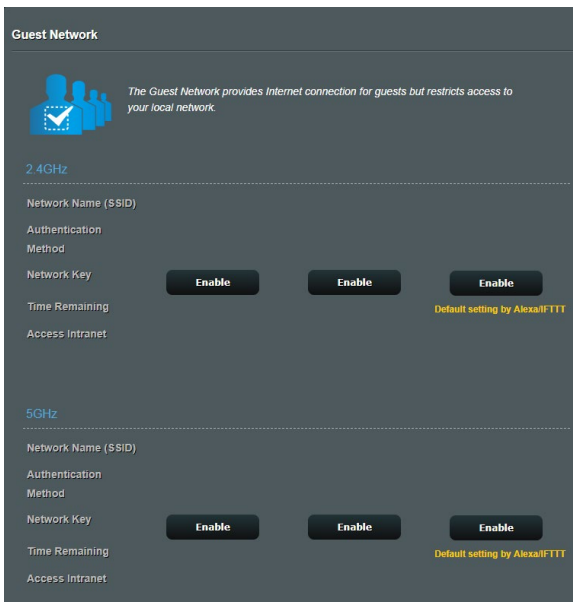 Guest Network
The Guest Network provides Internet connection for guests but restricts access to
your local network.
2.4GHz
Network Name (SSID)
Authentication
Method
Network Key
Enable Enable Enable
Time Remaining
Default setting by Alexa/IFTTT
Access Intranet
5GHz
Network Name (SSID)
Authentication
Method
Network Key
Enable Enable Enable
Time Remaining
Default setting by Alexa/IFTTT
Access Intranet